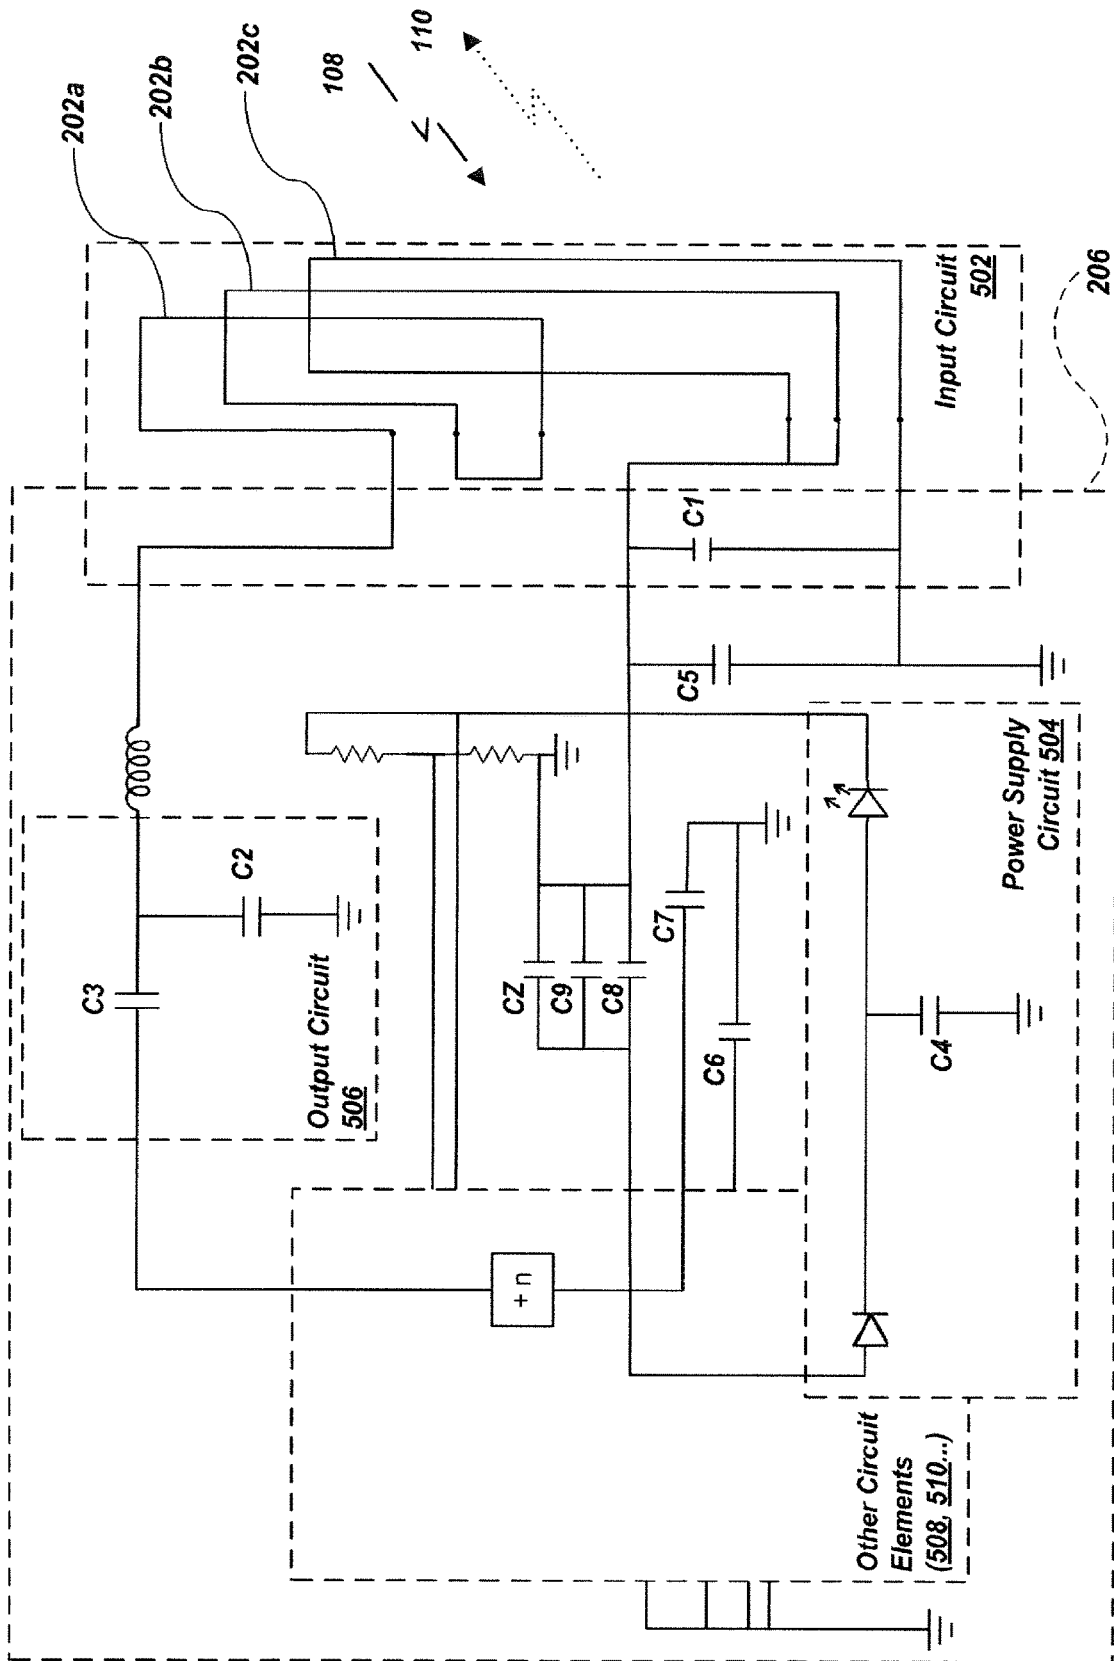 202a
202b
202c
108
110
Input Circuit
502
206
C1
C5
C3
C2
Output Circuit
506
CZ
C9
C8
C7
C6
Power Supply
Circuit 504
C4
+ n
Other Circuit
Elements
(508, 510...)